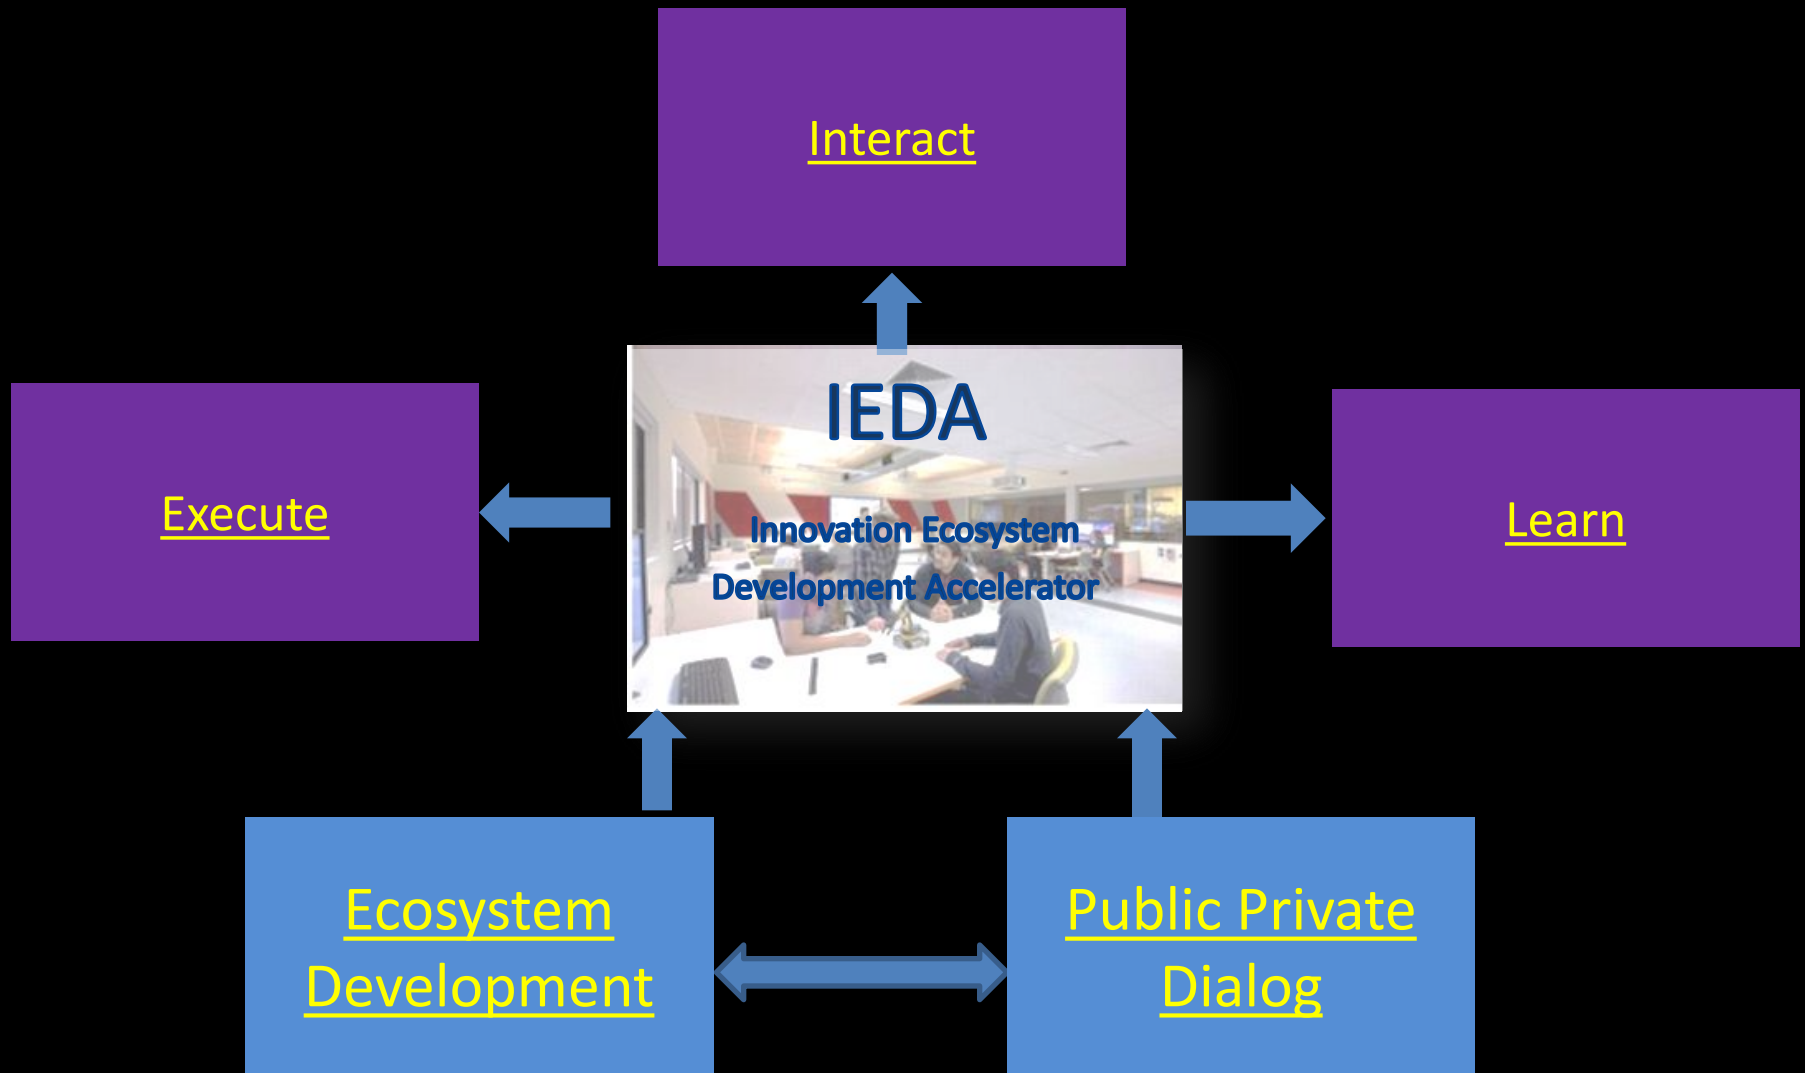 Interact
IEDA
Innovation Ecosystem
Development Accelerator
Execute
Learn
Ecosystem
Development
Public Private
Dialog